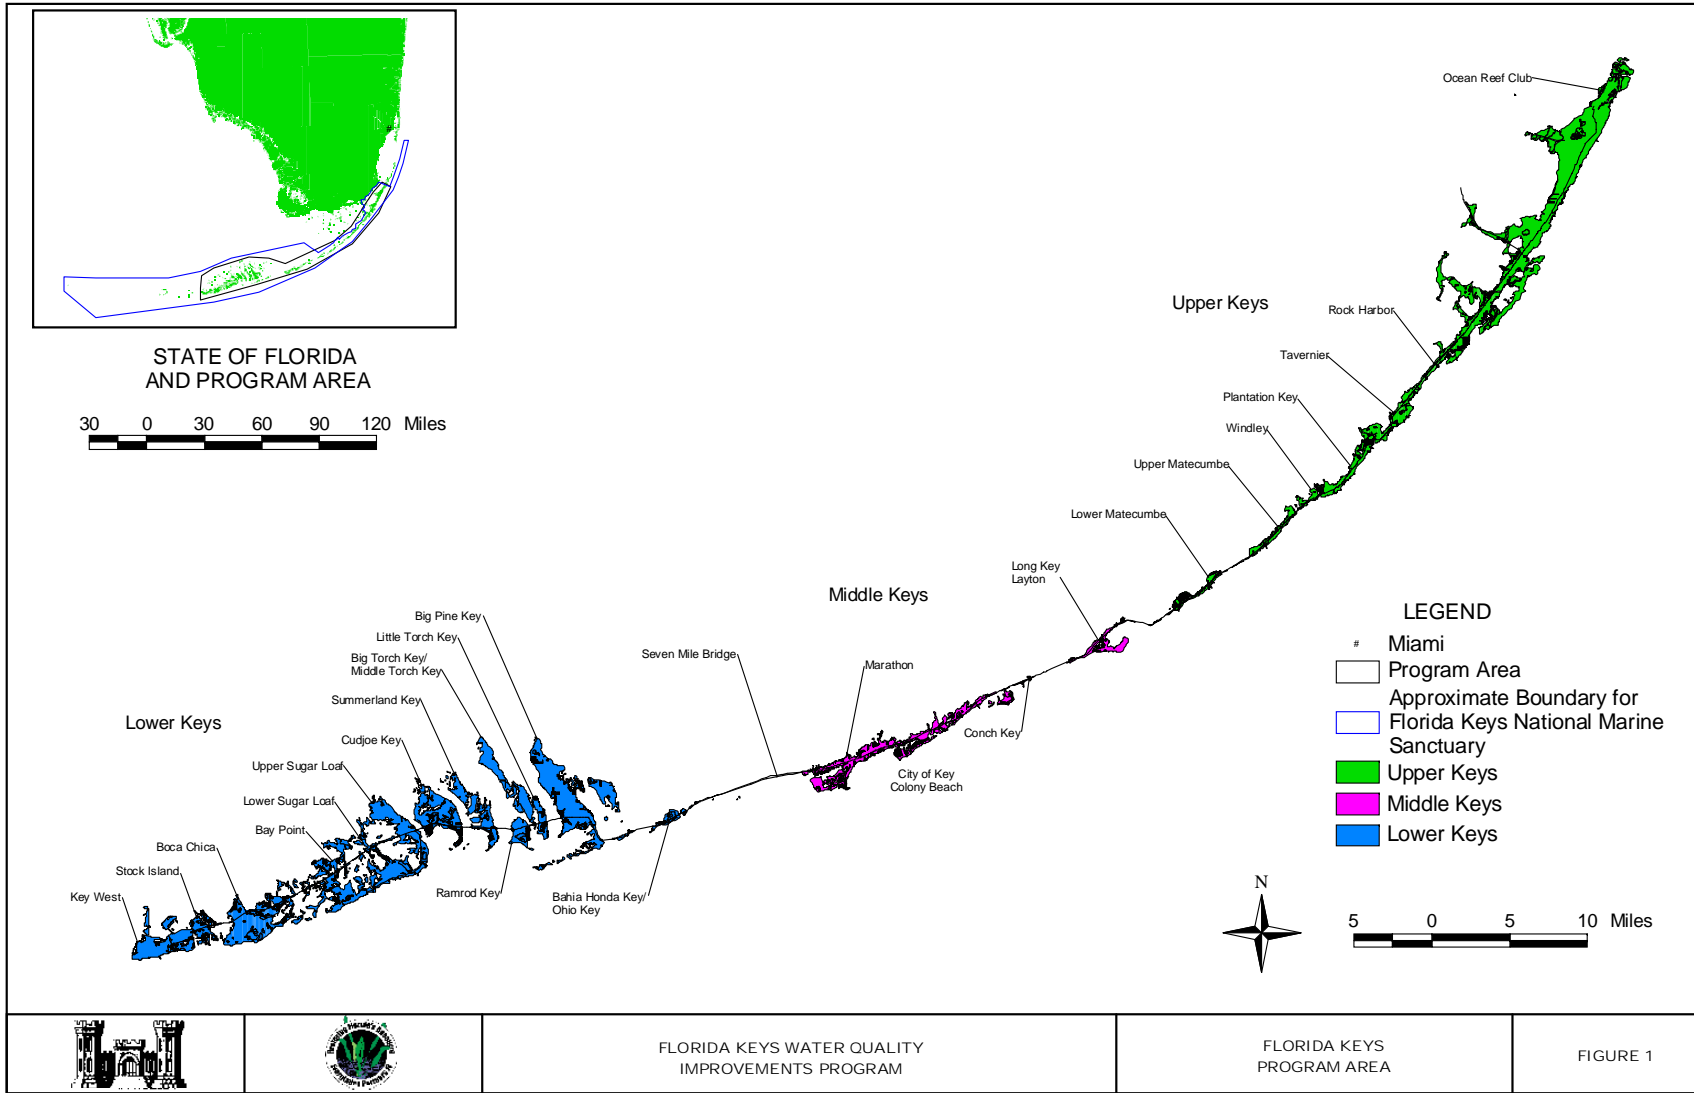 STATE OF FLORIDA
AND PROGRAM AREA
30 0 30 60 90 120 Miles
Ocean Reef Club
Upper Keys
Rock Harbor
Tavernier
Plantation Key
Windley
Upper Matecumbe
Lower Matecumbe
Long Key
Layton
Middle Keys
Big Pine Key
Little Torch Key
Big Torch Key/
Middle Torch Key
Summerland Key
Seven Mile Bridge
Marathon
Lower Keys
Cudjoe Key
Upper Sugar Loaf
Lower Sugar Loaf
Bay Point
Boca Chica
Stock Island
Key West
Conch Key
City of Key
Colony Beach
Ramrod Key
Bahia Honda Key/
Ohio Key
LEGEND
# Miami
Program Area
Approximate Boundary for
Florida Keys National Marine
Sanctuary
Upper Keys
Middle Keys
Lower Keys
N
5 0 5 10 Miles
FLORIDA KEYS WATER QUALITY
IMPROVEMENTS PROGRAM
FLORIDA KEYS
PROGRAM AREA
FIGURE 1